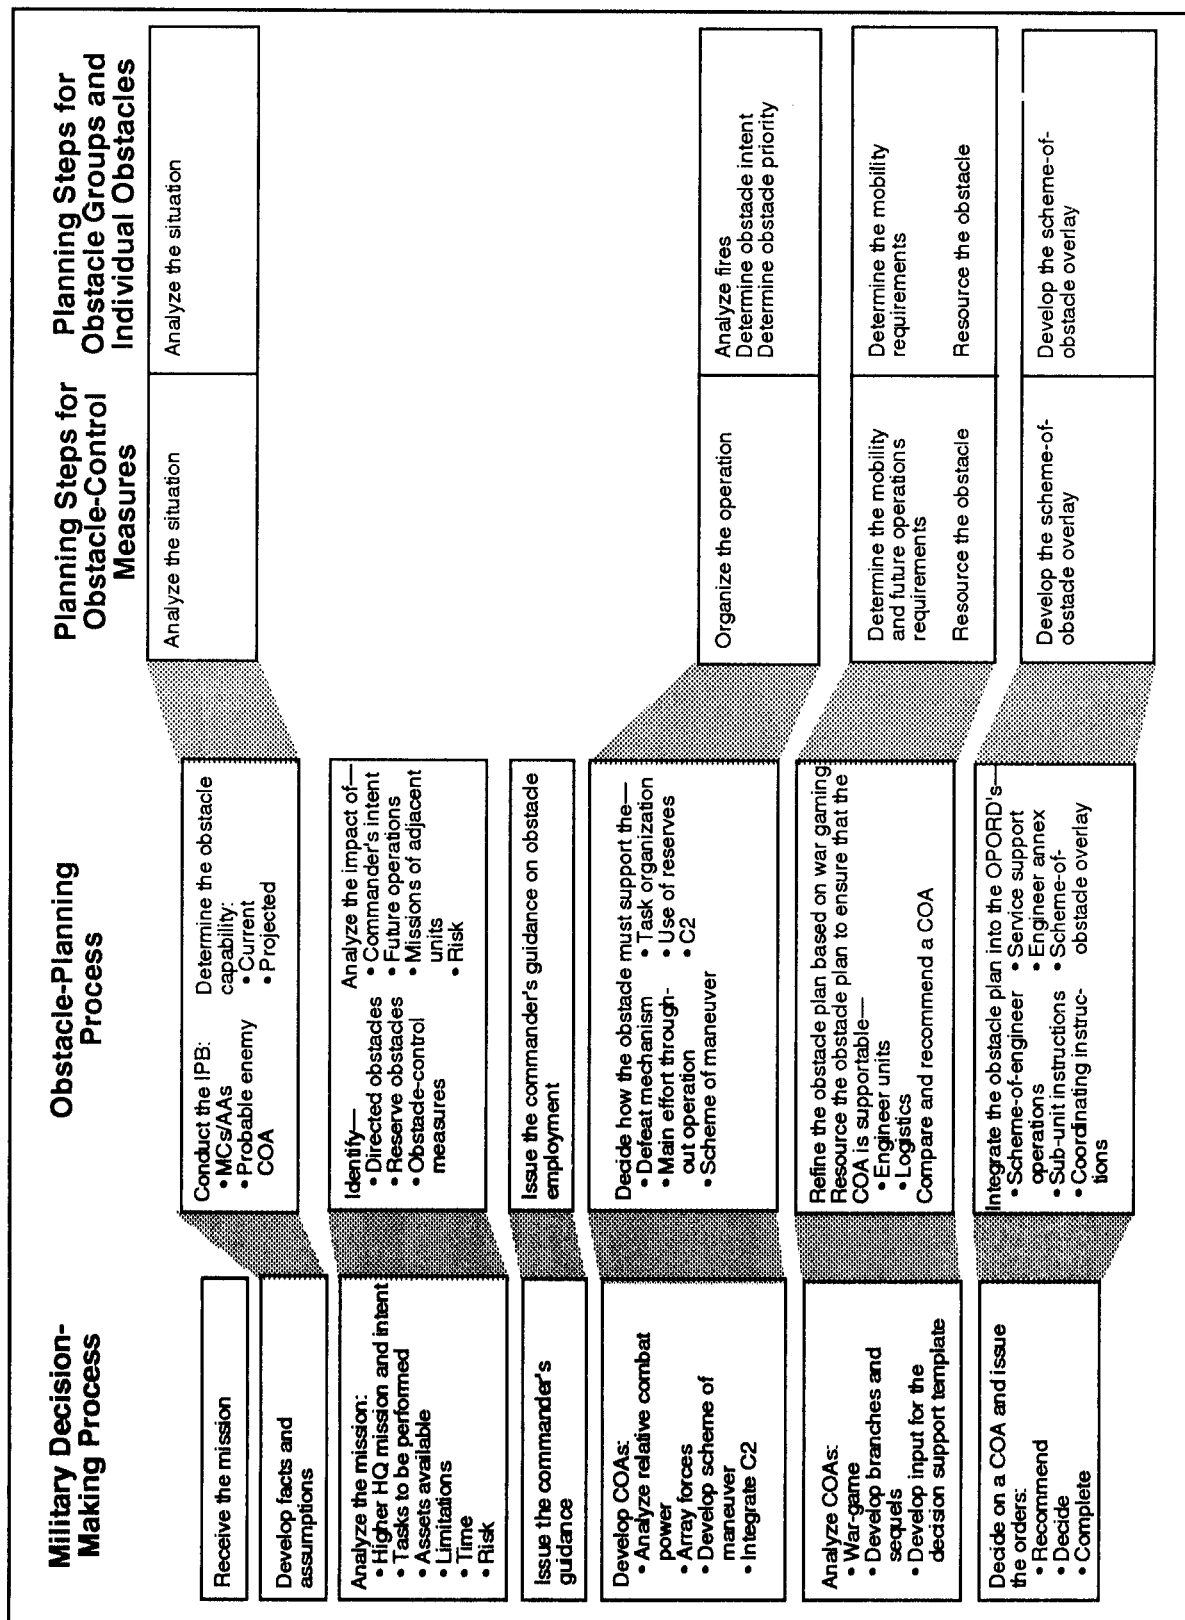 Military Decision-
Making Process
Receive the mission
Develop facts and
assumptions
Analyze the mission:
• Higher HQ mission and intent
• Tasks to be performed
• Assets available
• Limitations
• Time
• Risk
Issue the commander's
guidance
Develop COAs:
• Analyze relative combat
power
• Array forces
• Develop scheme of
maneuver
• Integrate C2
Analyze COAs:
• War-game
• Develop branches and
sequels
• Develop input for the
decision support template
Decide on a COA and issue
the orders:
• Recommend
• Decide
• Complete
Obstacle-Planning
Process
Conduct the IPB:
• MCs/AAs
• Probable enemy
COA
Determine the obstacle
capability:
• Current
• Projected
Identify—
• Directed obstacles
• Reserve obstacles
• Obstacle-control
measures
Analyze the impact of—
• Commander's intent
• Future operations
• Missions of adjacent
units
• Risk
Issue the commander's guidance on obstacle
employment
Decide how the obstacle must support the—
• Defeat mechanism
• Main effort through-
out operation
• Scheme of maneuver
• Task organization
• Use of reserves
• C2
Refine the obstacle plan based on war gaming
Resource the obstacle plan to ensure that the
COA is supportable—
• Engineer units
• Logistics
Compare and recommend a COA
Integrate the obstacle plan into the OPORD's—
• Scheme-of-engineer
operations
• Sub-unit instructions
• Coordinating instruc-
tions
• Service support
• Engineer annex
• Scheme-of-
obstacle overlay
Planning Steps for
Obstacle-Control
Measures
Analyze the situation
Organize the operation
Determine the mobility
and future operations
requirements
Resource the obstacle
Develop the scheme-of-
obstacle overlay
Planning Steps for
Obstacle Groups and
Individual Obstacles
Analyze the situation
Analyze fires
Determine obstacle intent
Determine obstacle priority
Determine the mobility
requirements
Resource the obstacle
Develop the scheme-of-
obstacle overlay